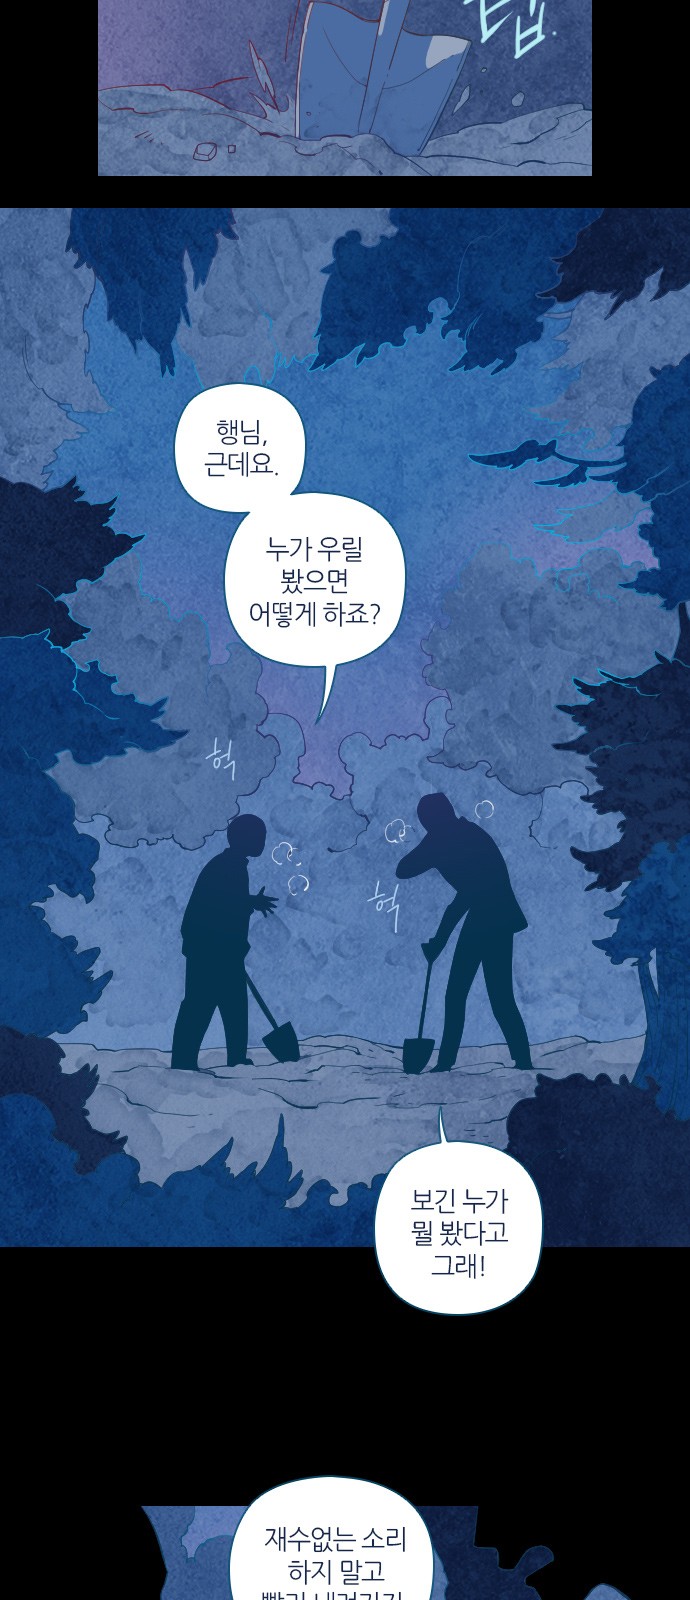 텁.
행님,
근데요.
누가 우릴
봤으면
어떻게 하죠?
헉
헉
보긴 누가
뭘 봤다고
그래!
재수없는 소리
하지 말고